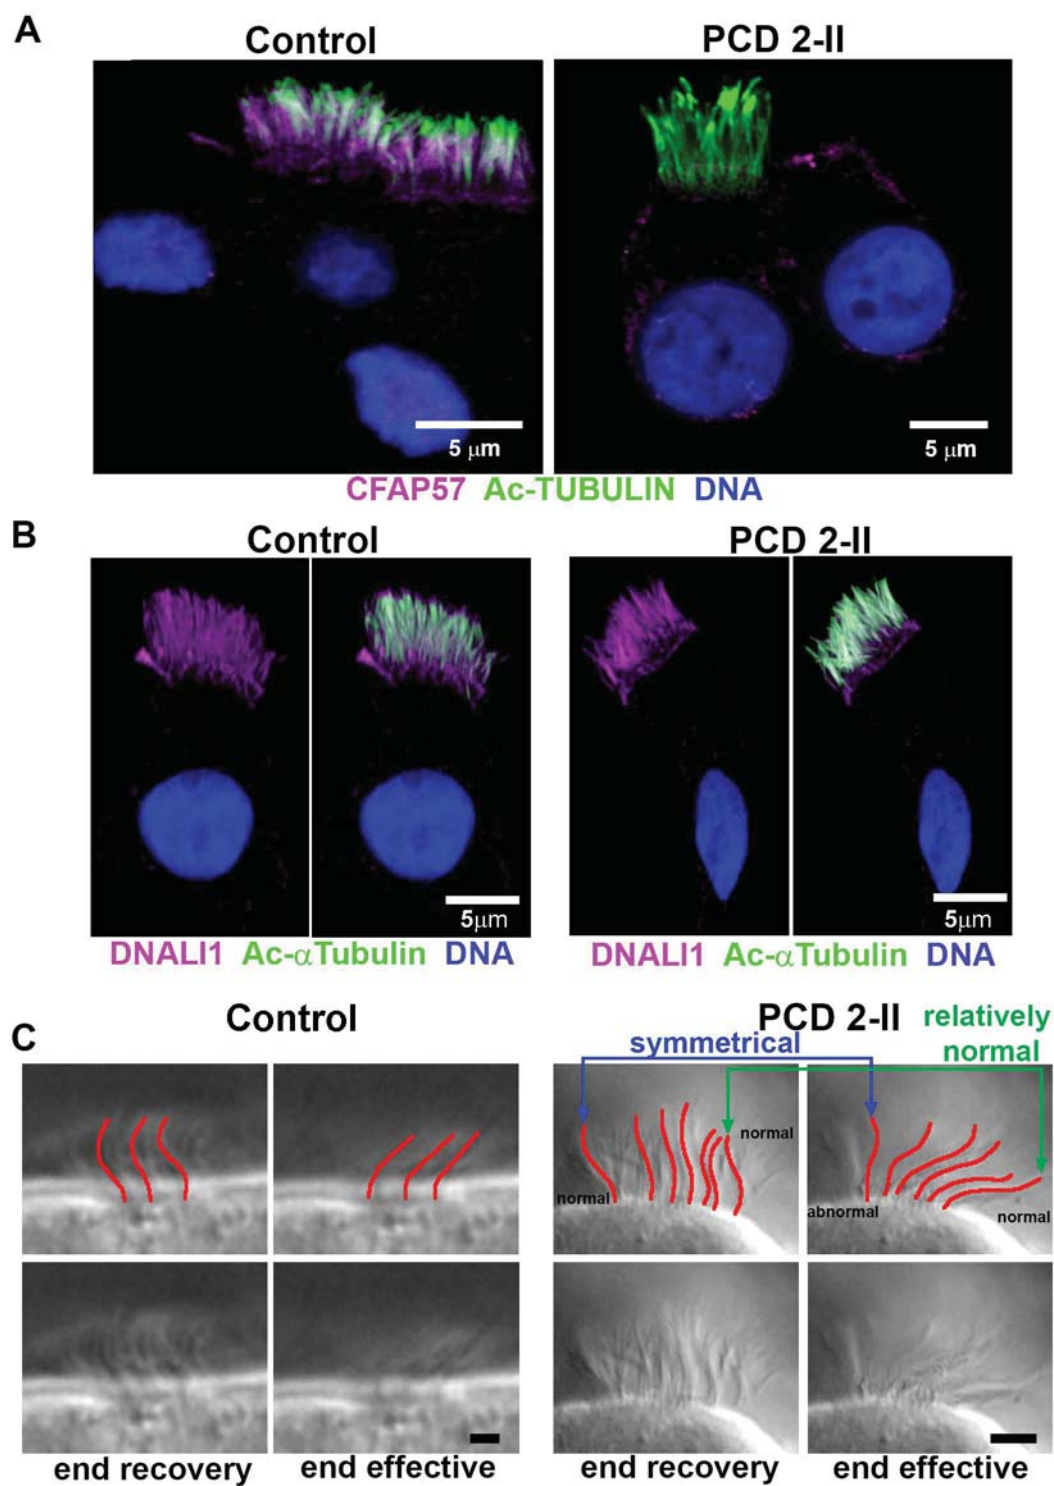 A
Control
PCD 2-II
5 μm
5 μm
CFAP57 Ac-TUBULIN DNA
B
Control
PCD 2-II
5μm
5μm
DNALI1 Ac-αTubulin DNA
DNALI1 Ac-αTubulin DNA
C
Control
PCD 2-II
relatively
normal
symmetrical
normal
normal
abnormal
normal
end recovery
end effective
end recovery
end effective